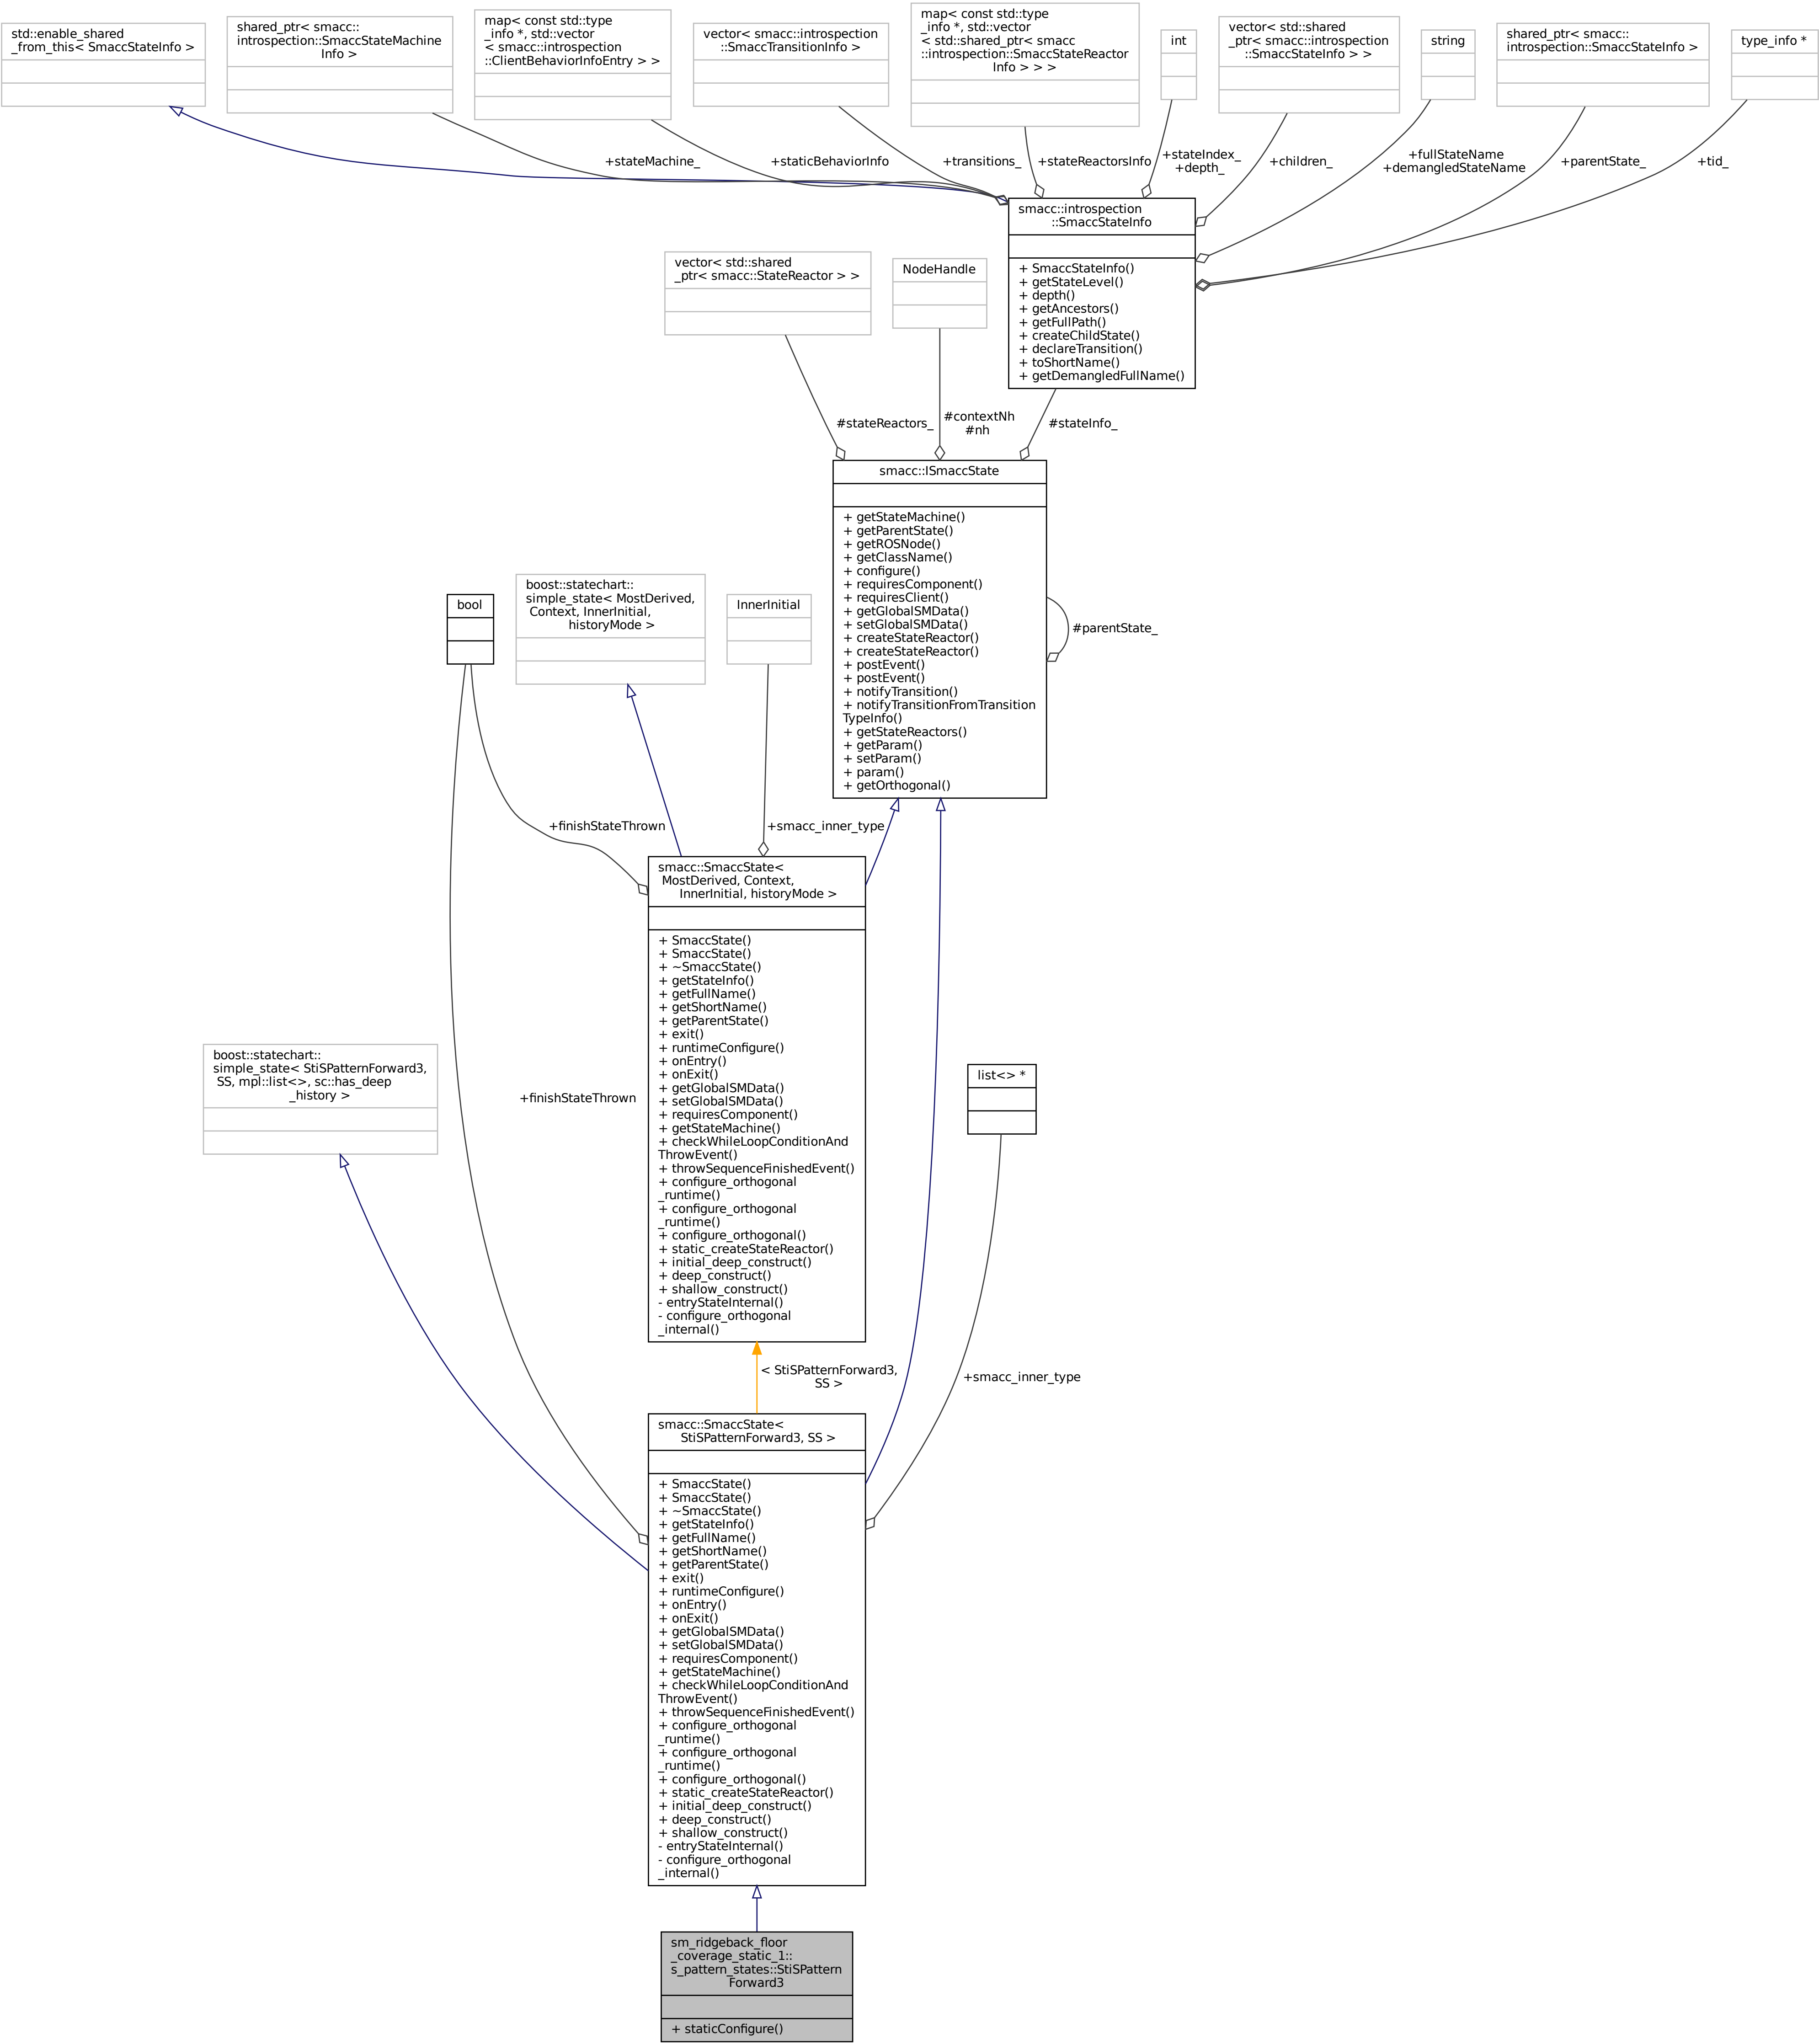 std::enable_shared
_from_this< SmaccStateInfo >
shared_ptr< smacc::
introspection::SmaccStateMachine
Info >
map< const std::type
_info *, std::vector
< smacc::introspection
::ClientBehaviorInfoEntry > >
vector< smacc::introspection
::SmaccTransitionInfo >
map< const std::type
_info *, std::vector
< std::shared_ptr< smacc
::introspection::SmaccStateReactor
Info > > >
int
vector< std::shared
_ptr< smacc::introspection
::SmaccStateInfo > >
string
shared_ptr< smacc::
introspection::SmaccStateInfo >
type_info *
+stateMachine_
+staticBehaviorInfo
+transitions_
+stateReactorsInfo
+stateIndex_
+depth_
+children_
+fullStateName
+demangledStateName
+parentState_
+tid_
smacc::introspection
::SmaccStateInfo
+ SmaccStateInfo()
+ getStateLevel()
+ depth()
+ getAncestors()
+ getFullPath()
+ createChildState()
+ declareTransition()
+ toShortName()
+ getDemangledFullName()
vector< std::shared
_ptr< smacc::StateReactor > >
NodeHandle
#stateReactors_
#contextNh
#nh
#stateInfo_
smacc::ISmaccState
+ getStateMachine()
+ getParentState()
+ getROSNode()
+ getClassName()
+ configure()
+ requiresComponent()
+ requiresClient()
+ getGlobalSMData()
+ setGlobalSMData()
+ createStateReactor()
+ createStateReactor()
+ postEvent()
+ postEvent()
+ notifyTransition()
+ notifyTransitionFromTransition
TypeInfo()
+ getStateReactors()
+ getParam()
+ setParam()
+ param()
+ getOrthogonal()
#parentState_
bool
boost::statechart::
simple_state< MostDerived,
Context, InnerInitial,
historyMode >
InnerInitial
+finishStateThrown
+smacc_inner_type
smacc::SmaccState<
MostDerived, Context,
InnerInitial, historyMode >
+ SmaccState()
+ SmaccState()
+ ~SmaccState()
+ getStateInfo()
+ getFullName()
+ getShortName()
+ getParentState()
+ exit()
+ runtimeConfigure()
+ onEntry()
+ onExit()
+ getGlobalSMData()
+ setGlobalSMData()
+ requiresComponent()
+ getStateMachine()
+ checkWhileLoopConditionAnd
ThrowEvent()
+ throwSequenceFinishedEvent()
+ configure_orthogonal
_runtime()
+ configure_orthogonal
_runtime()
+ configure_orthogonal()
+ static_createStateReactor()
+ initial_deep_construct()
+ deep_construct()
+ shallow_construct()
- entryStateInternal()
- configure_orthogonal
_internal()
boost::statechart::
simple_state< StiSPatternForward3,
SS, mpl::list<>, sc::has_deep
_history >
+finishStateThrown
list<> *
< StiSPatternForward3,
SS >
+smacc_inner_type
smacc::SmaccState<
StiSPatternForward3, SS >
+ SmaccState()
+ SmaccState()
+ ~SmaccState()
+ getStateInfo()
+ getFullName()
+ getShortName()
+ getParentState()
+ exit()
+ runtimeConfigure()
+ onEntry()
+ onExit()
+ getGlobalSMData()
+ setGlobalSMData()
+ requiresComponent()
+ getStateMachine()
+ checkWhileLoopConditionAnd
ThrowEvent()
+ throwSequenceFinishedEvent()
+ configure_orthogonal
_runtime()
+ configure_orthogonal
_runtime()
+ configure_orthogonal()
+ static_createStateReactor()
+ initial_deep_construct()
+ deep_construct()
+ shallow_construct()
- entryStateInternal()
- configure_orthogonal
_internal()
sm_ridgeback_floor
_coverage_static_1::
s_pattern_states::StiSPattern
Forward3
+ staticConfigure()